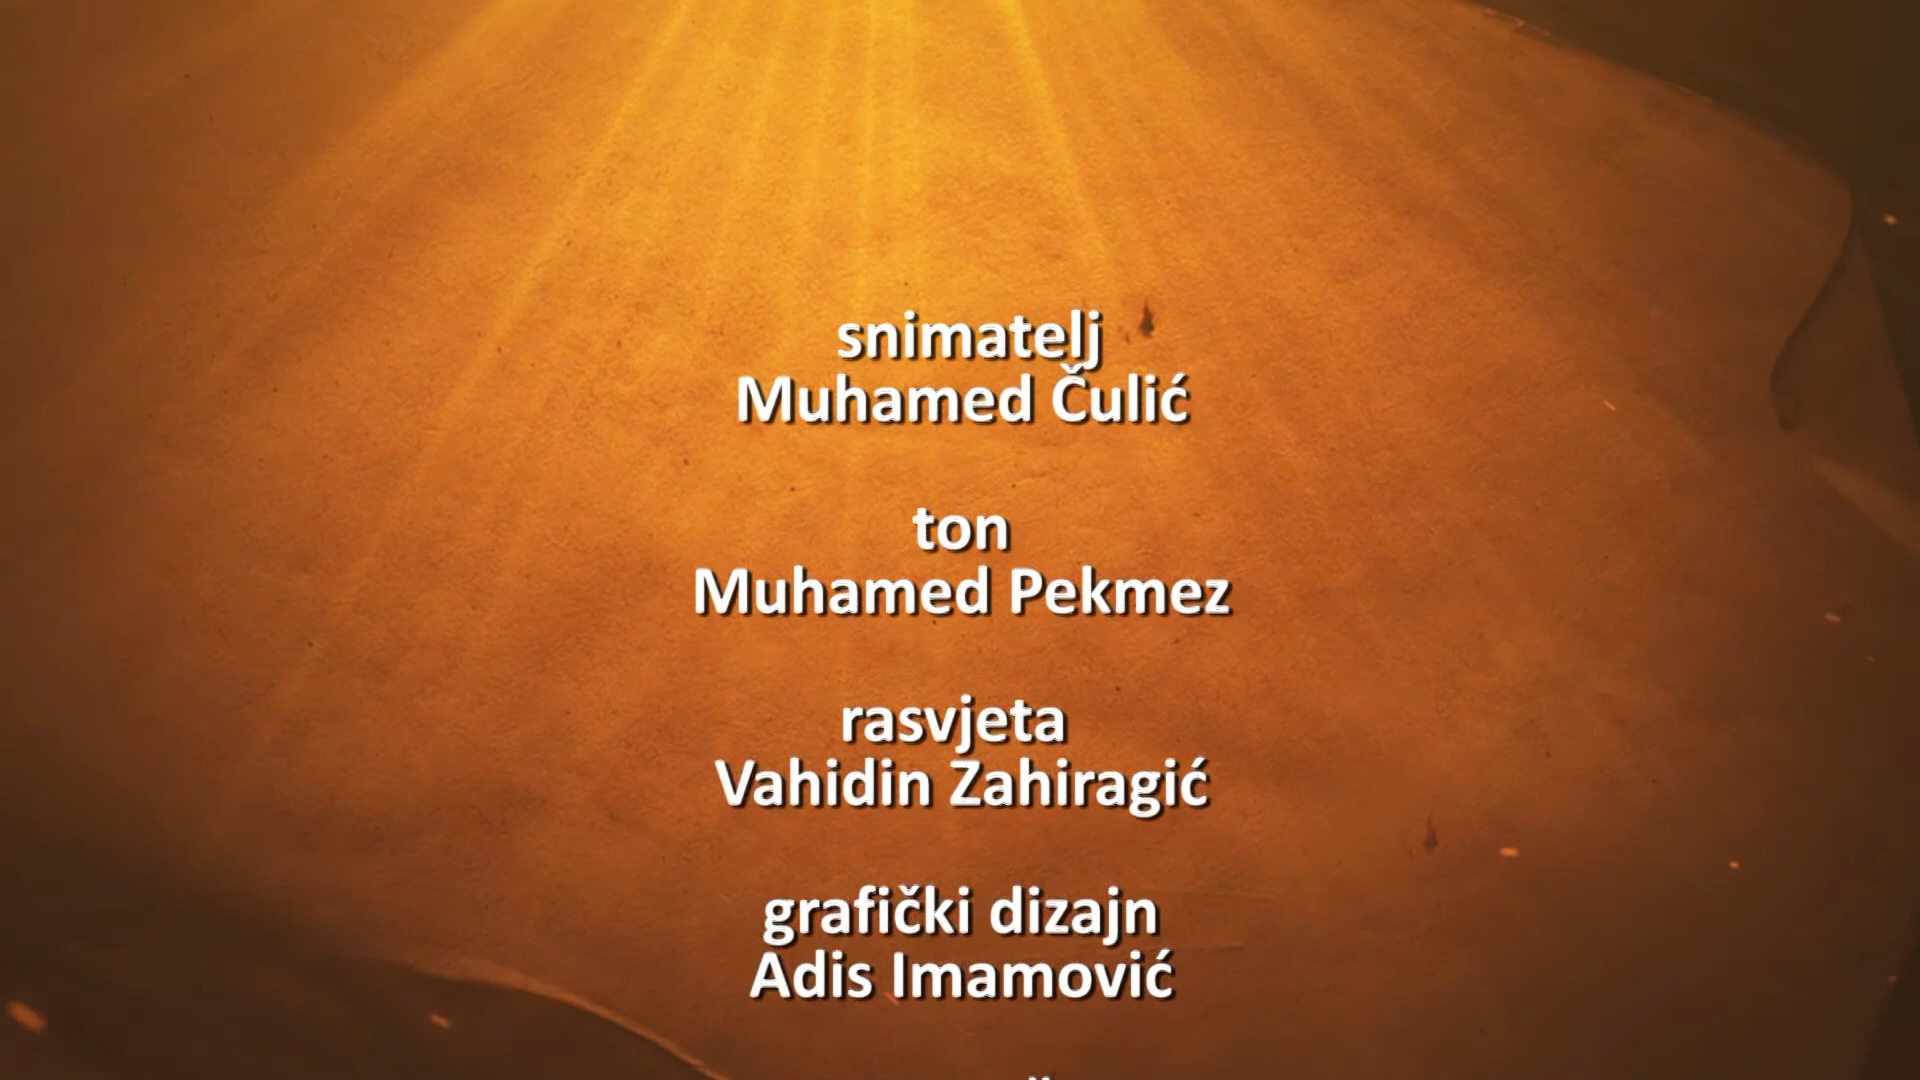 snimatelj
Muhamed Čulić
ton
Muhamed Pekmez
rasvjeta
Vahidin Zahiragić
grafički dizajn
Adis Imamović